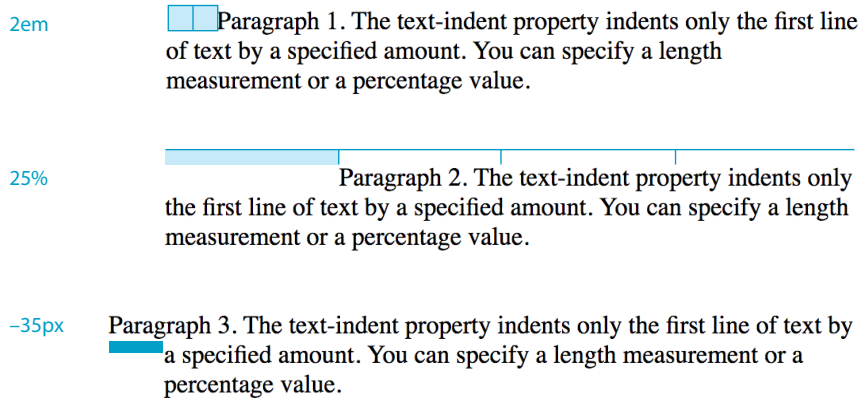 2em
Paragraph 1. The text-indent property indents only the first line
of text by a specified amount. You can specify a length
measurement or a percentage value.
25%
Paragraph 2. The text-indent property indents only
the first line of text by a specified amount. You can specify a length
measurement or a percentage value.
–35px
Paragraph 3. The text-indent property indents only the first line of text by
a specified amount. You can specify a length measurement or a
percentage value.